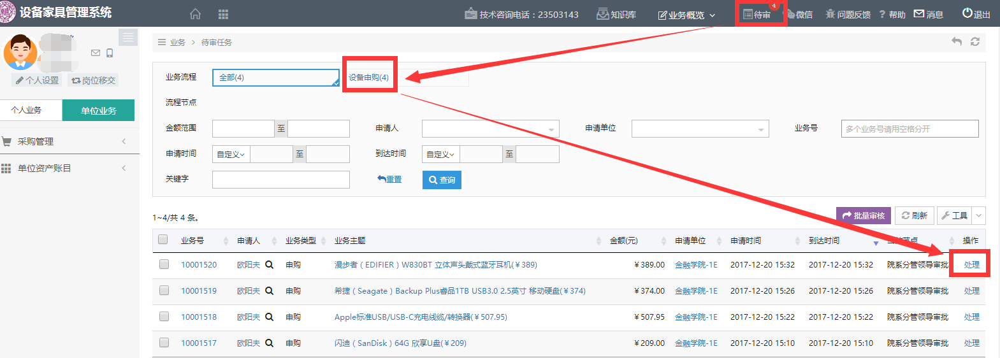 设备家具管理系统
技术咨询电话：23503143
知识库
业务概览
待审
4
微信
问题反馈
? 帮助
消息
退出
个人设置
岗位移交
个人业务
单位业务
采购管理
单位资产账目
业务 > 待审任务
业务流程
全部(4)
设备申购(4)
流程节点
金额范围
至
申请人
申请单位
业务号
多个业务号请用空格分开
申请时间
自定义
至
到达时间
自定义
至
关键字
重置
查询
1~4/共 4 条。
批量审核
刷新
工具
业务号 申请人 业务类型 业务主题 金额(元) 申请单位 申请时间 到达时间 节点 操作
10001520 欧阳夫 申购 漫步者（EDIFIER）W830BT 立体声头戴式蓝牙耳机(￥389) ￥389.00 金融学院-1E 2017-12-20 15:32 2017-12-20 15:32 院系分管领导审批 处理
10001519 欧阳夫 申购 希捷（Seagate）Backup Plus睿品1TB USB3.0 2.5英寸 移动硬盘(￥374) ￥374.00 金融学院-1E 2017-12-20 15:26 2017-12-20 15:26 院系分管领导审批 处理
10001518 欧阳夫 申购 Apple标准USB/USB-C充电线缆/转换器(￥507.95) ￥507.95 金融学院-1E 2017-12-20 15:22 2017-12-20 15:22 院系分管领导审批 处理
10001517 欧阳夫 申购 闪迪（SanDisk）64G 欣享U盘(￥209) ￥209.00 金融学院-1E 2017-12-20 15:10 2017-12-20 15:10 院系分管领导审批 处理